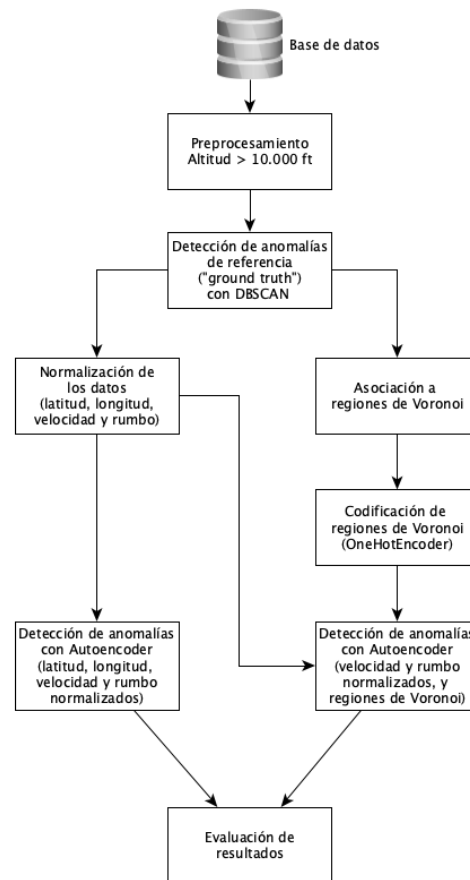 Base de datos
Preprocesamiento
Altitud > 10.000 ft
Detección de anomalías
de referencia
("ground truth")
con DBSCAN
Normalización de
los datos
(latitud, longitud,
velocidad y rumbo)
Asociación a
regiones de Voronoi
Codificación de
regiones de Voronoi
(OneHotEncoder)
Detección de anomalías
con Autoencoder
(latitud, longitud,
velocidad y rumbo
normalizados)
Detección de anomalías
con Autoencoder
(velocidad y rumbo
normalizados, y
regiones de Voronoi)
Evaluación de
resultados